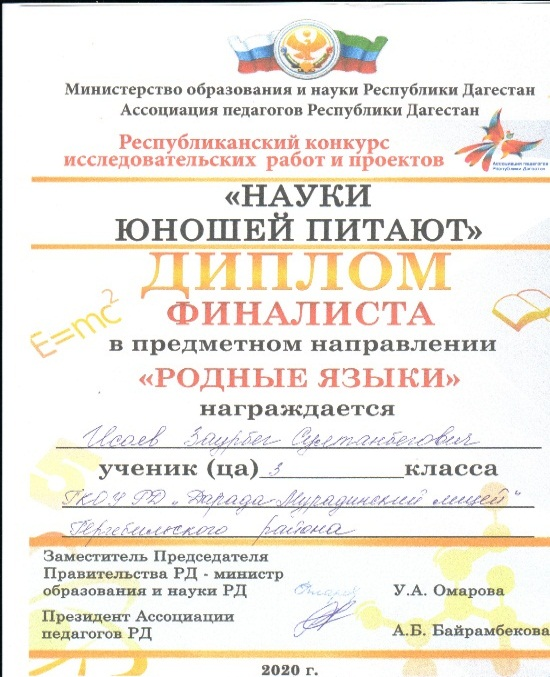 Министерство образования и науки Республики Дагестан
Ассоциация педагогов Республики Дагестан
Республиканский конкурс
исследовательских работ и проектов
Ассоциация педагогов
Республики Дагестан
«НАУКИ
ЮНОШЕЙ ПИТАЮТ»
ДИПЛОМ
E=mc²
ФИНАЛИСТА
в предметном направлении
«РОДНЫЕ ЯЗЫКИ»
награждается
Исаев Заурбег Султанбегович
ученик (ца) 3 класса
ГКОУ РД „Дарада-Мурадинский лицей"
Гергебильского района
Заместитель Председателя
Правительства РД - министр
образования и науки РД У.А. Омарова
Президент Ассоциации
педагогов РД А.Б. Байрамбекова
2020 г.